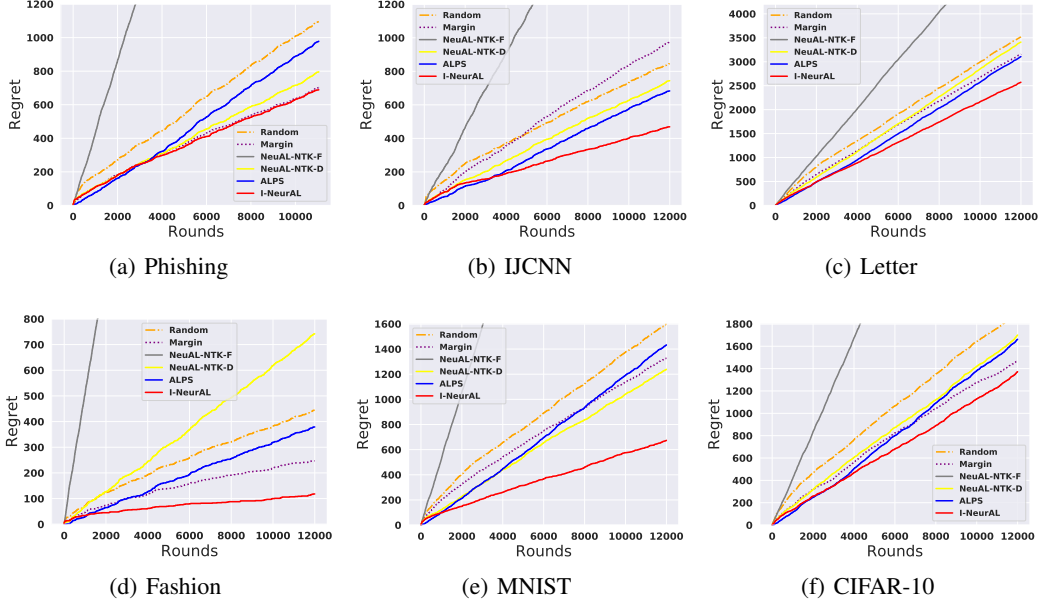 1200
1000
800
600
400
200
0
Regret
Random
Margin
NeuAL-NTK-F
NeuAL-NTK-D
ALPS
I-NeurAL
0 2000 4000 6000 8000 10000
Rounds
(a) Phishing
1200
1000
800
600
400
200
0
Regret
Random
Margin
NeuAL-NTK-F
NeuAL-NTK-D
ALPS
I-NeurAL
0 2000 4000 6000 8000 10000 12000
Rounds
(b) IJCNN
4000
3500
3000
2500
2000
1500
1000
500
0
Regret
Random
Margin
NeuAL-NTK-F
NeuAL-NTK-D
ALPS
I-NeurAL
0 2000 4000 6000 8000 10000 12000
Rounds
(c) Letter
800
700
600
500
400
300
200
100
0
Regret
Random
Margin
NeuAL-NTK-F
NeuAL-NTK-D
ALPS
I-NeurAL
0 2000 4000 6000 8000 10000 12000
Rounds
(d) Fashion
1600
1400
1200
1000
800
600
400
200
0
Regret
Random
Margin
NeuAL-NTK-F
NeuAL-NTK-D
ALPS
I-NeurAL
0 2000 4000 6000 8000 10000 12000
Rounds
(e) MNIST
1800
1600
1400
1200
1000
800
600
400
200
0
Regret
Random
Margin
NeuAL-NTK-F
NeuAL-NTK-D
ALPS
I-NeurAL
0 2000 4000 6000 8000 10000 12000
Rounds
(f) CIFAR-10